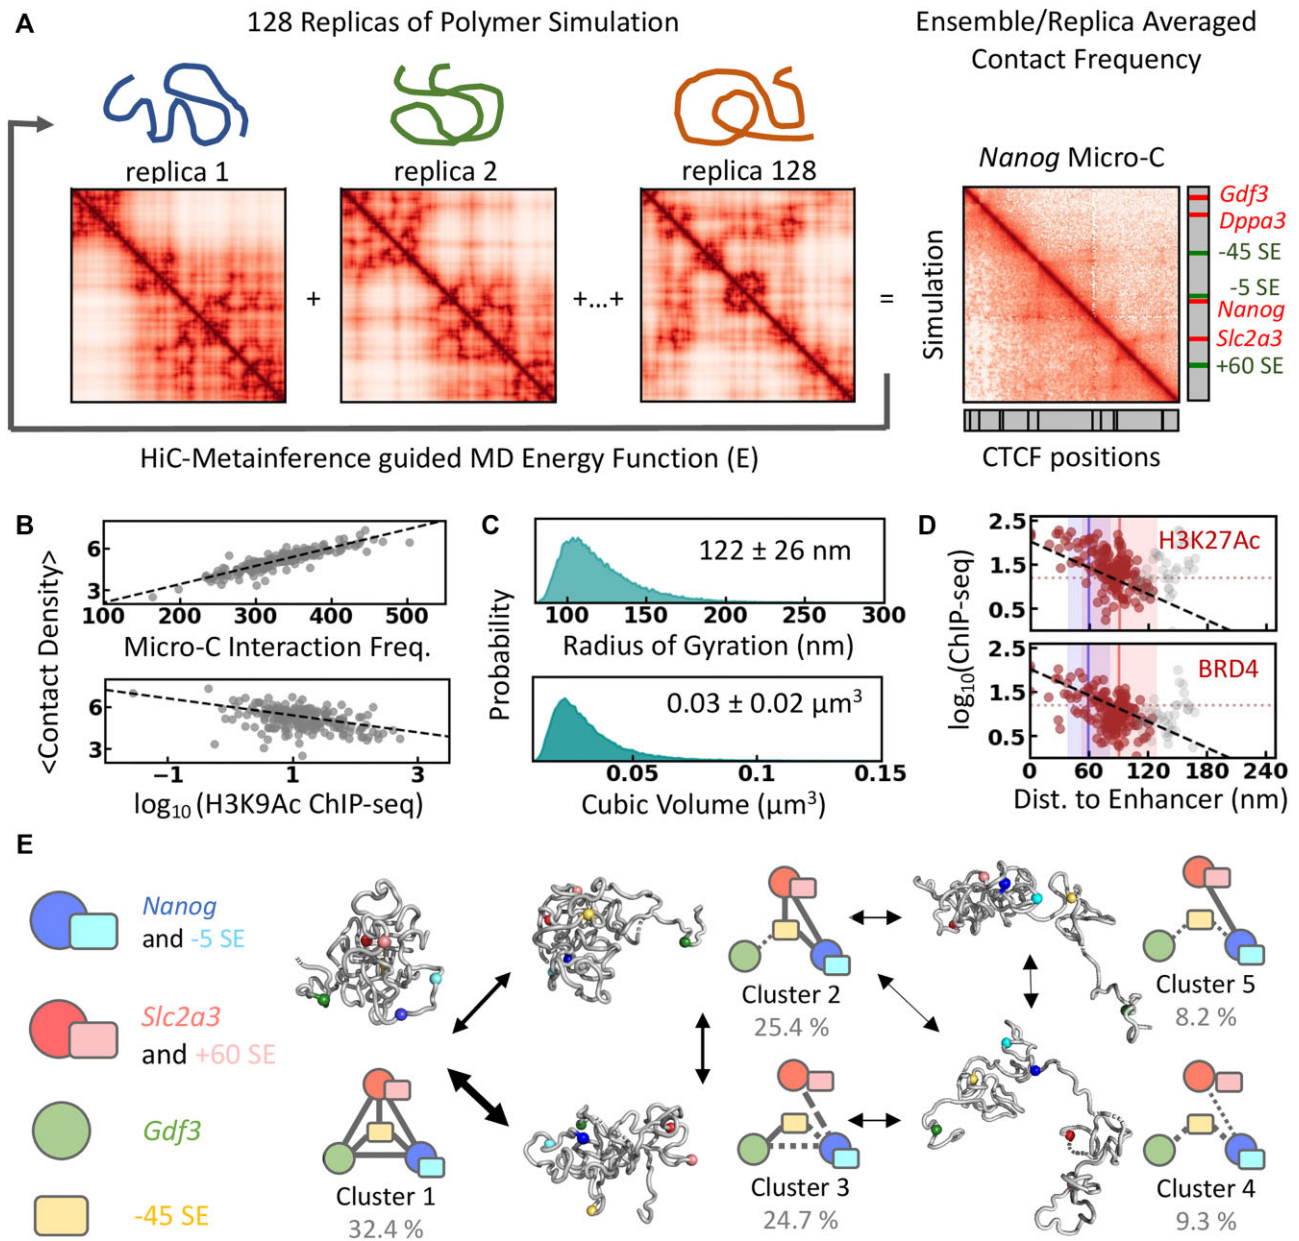 A
128 Replicas of Polymer Simulation
Ensemble/Replica Averaged
Contact Frequency
replica 1
replica 2
replica 128
Nanog Micro-C
+
+
+...+
=
Simulation
Gdf3
Dppa3
-45 SE
-5 SE
Nanog
Slc2a3
+60 SE
HiC-Metainference guided MD Energy Function (E)
CTCF positions
B
<Contact Density>
6
3
100 200 300 400 500
Micro-C Interaction Freq.
6
3
−1 1 3
log₁₀ (H3K9Ac ChIP-seq)
C
Probability
122 ± 26 nm
100 150 200 250 300
Radius of Gyration (nm)
0.03 ± 0.02 µm³
0.05 0.1 0.15
Cubic Volume (µm³)
D
log₁₀(ChIP-seq)
2.5
1.5
0.5
H3K27Ac
2.5
1.5
0.5
BRD4
0 60 120 180 240
Dist. to Enhancer (nm)
E
Nanog
and -5 SE
Slc2a3
and +60 SE
Gdf3
-45 SE
Cluster 1
32.4 %
Cluster 2
25.4 %
Cluster 3
24.7 %
Cluster 5
8.2 %
Cluster 4
9.3 %